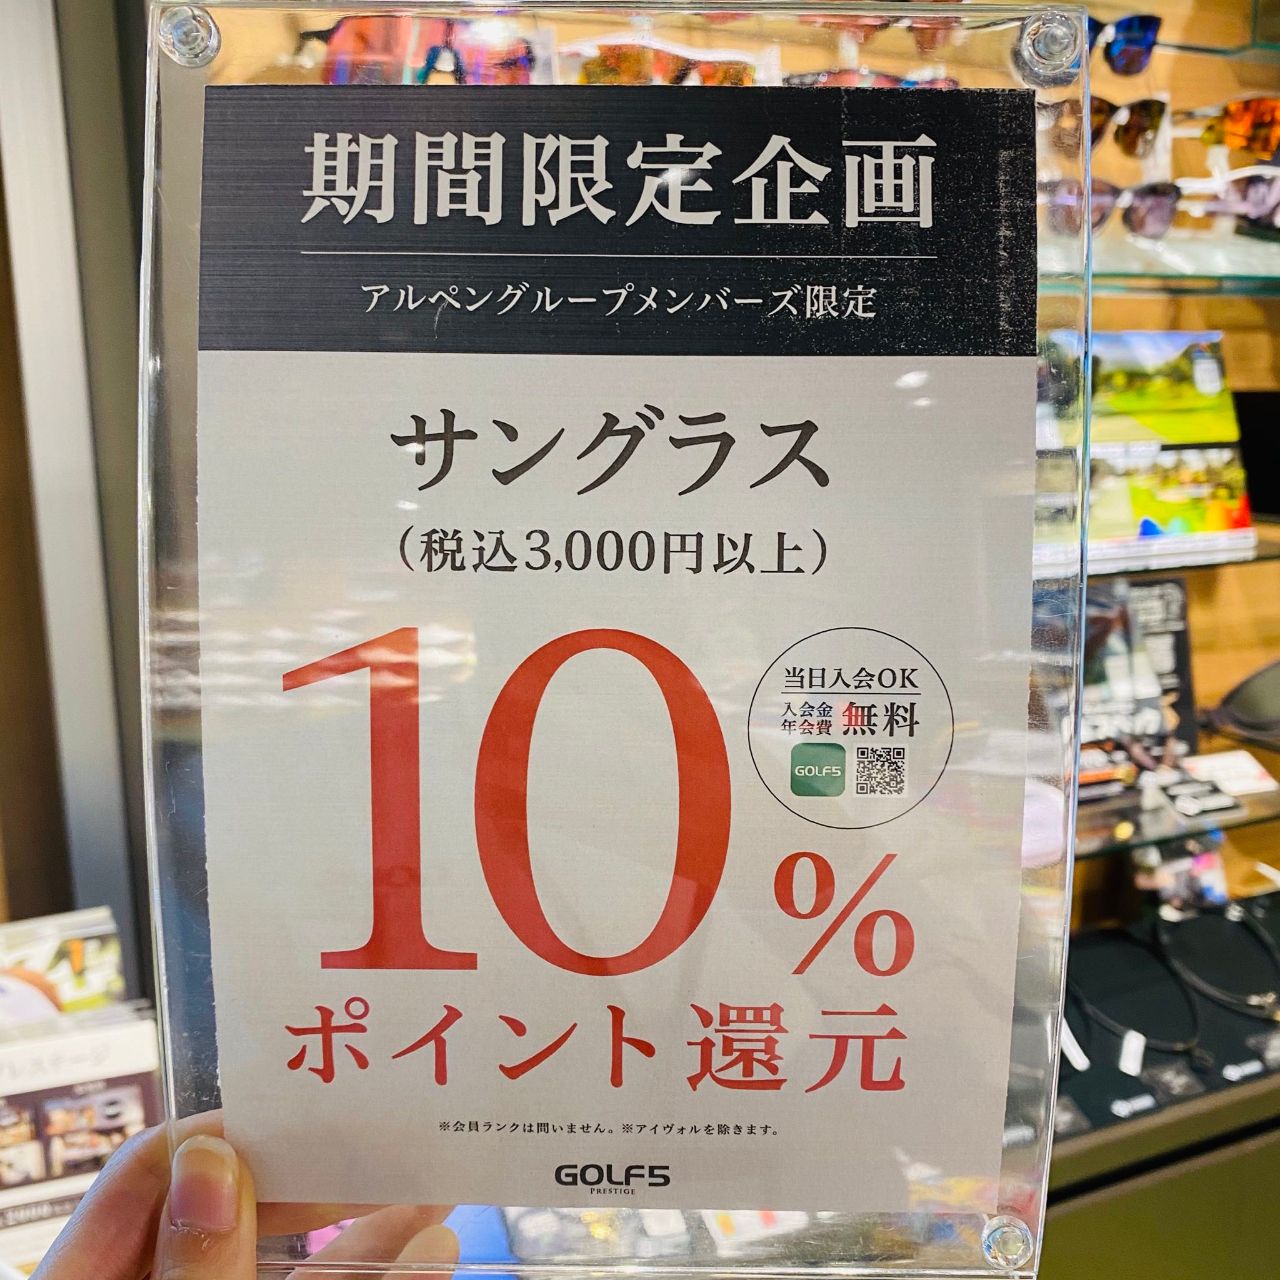 期間限定企画
アルペングループメンバーズ限定
サングラス
（税込3,000円以上）
当日入会OK
入会金
年会費 無料
GOLF5
10%
ポイント還元
※会員ランクは問いません。※アイヴォルを除きます。
GOLF5
PRESTIGE